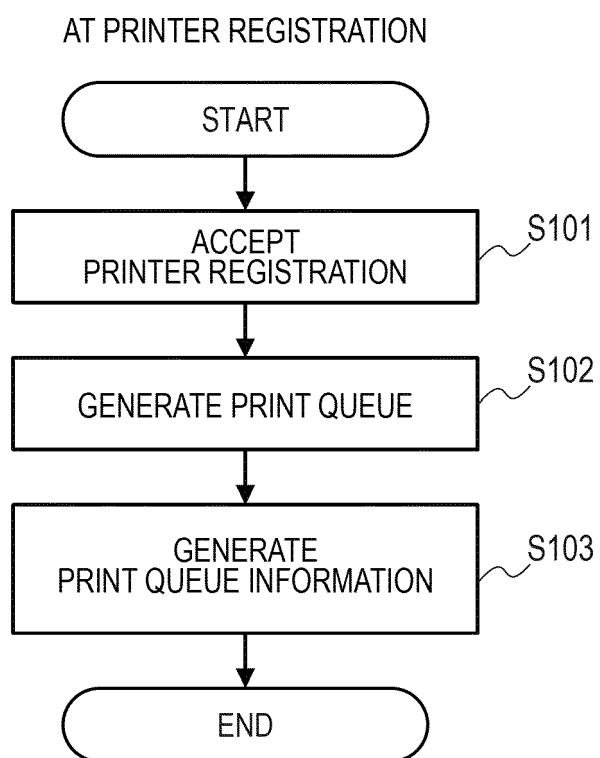 AT PRINTER REGISTRATION
START
ACCEPT
PRINTER REGISTRATION
S101
GENERATE PRINT QUEUE
S102
GENERATE
PRINT QUEUE INFORMATION
S103
END